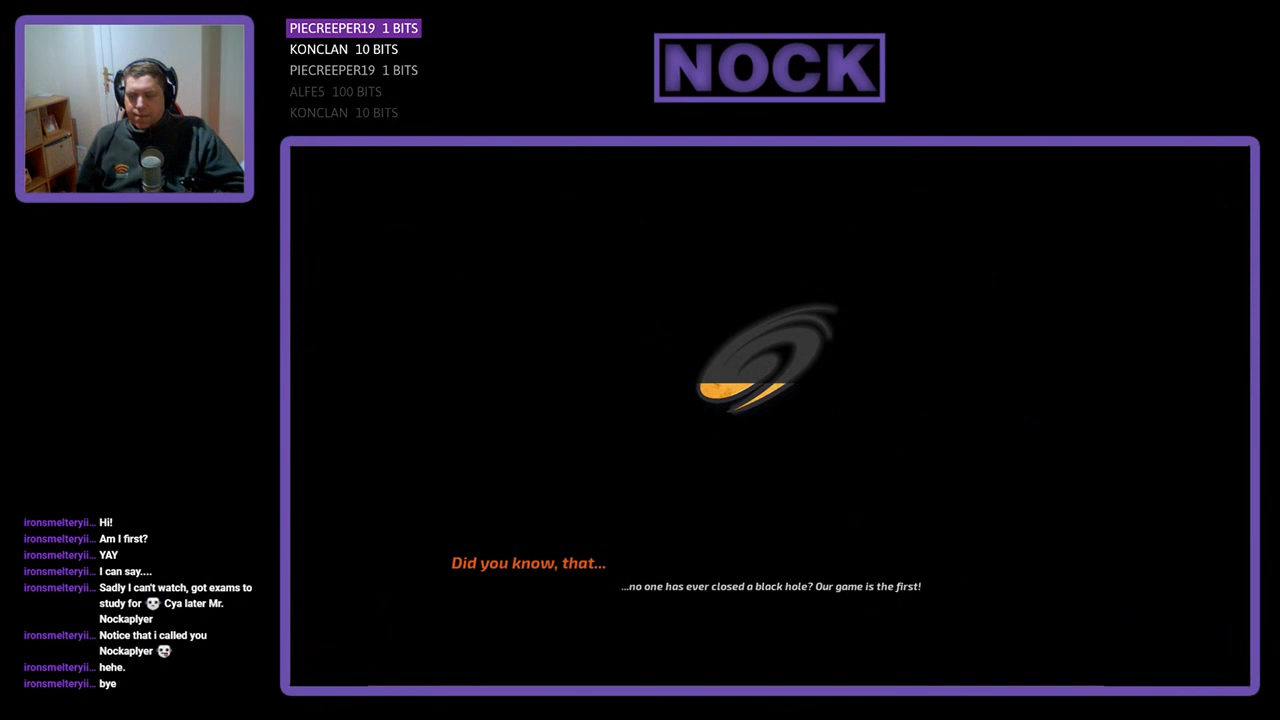 PIECREEPER19 1 BITS
KONCLAN 10 BITS
PIECREEPER19 1 BITS
ALFE5 100 BITS
KONCLAN 10 BITS
NOCK
Did you know, that...
...no one has ever closed a black hole? Our game is the first!
ironsmelteryii... Hi!
ironsmelteryii... Am I first?
ironsmelteryii... YAY
ironsmelteryii... I can say....
ironsmelteryii... Sadly I can't watch, got exams to
study for Cya later Mr.
Nockaplyer
ironsmelteryii... Notice that i called you
Nockaplyer
ironsmelteryii... hehe.
ironsmelteryii... bye